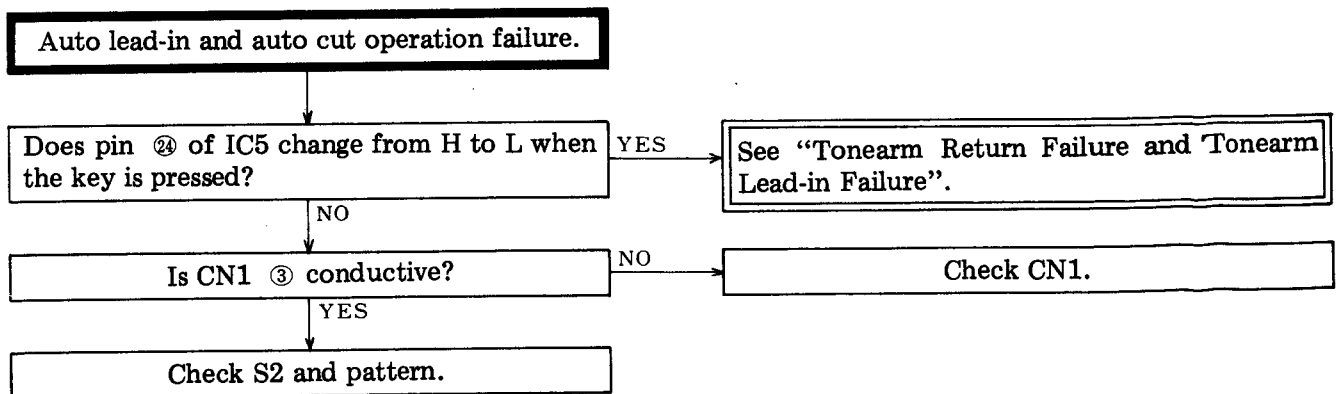 Auto lead-in and auto cut operation failure.
Does pin ㉔ of IC5 change from H to L when
the key is pressed?
YES
See “Tonearm Return Failure and Tonearm
Lead-in Failure”.
NO
Is CN1 ③ conductive?
NO
Check CN1.
YES
Check S2 and pattern.